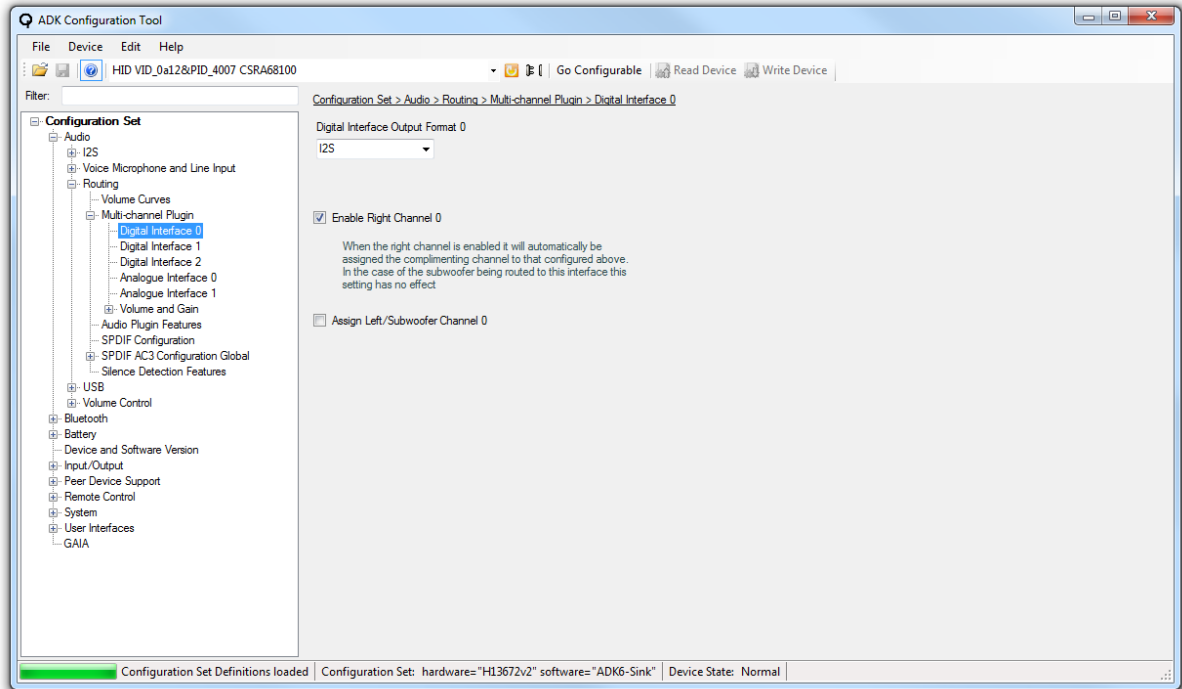 ADK Configuration Tool
File Device Edit Help
HID VID_0a12&PID_4007 CSRA68100
Go Configurable
Read Device
Write Device
Filter:
Configuration Set > Audio > Routing > Multi-channel Plugin > Digital Interface 0
Configuration Set
Audio
I2S
Voice Microphone and Line Input
Routing
Volume Curves
Multi-channel Plugin
Digital Interface 0
Digital Interface 1
Digital Interface 2
Analogue Interface 0
Analogue Interface 1
Volume and Gain
Audio Plugin Features
SPDIF Configuration
SPDIF AC3 Configuration Global
Silence Detection Features
USB
Volume Control
Bluetooth
Battery
Device and Software Version
Input/Output
Peer Device Support
Remote Control
System
User Interfaces
GAIA
Digital Interface Output Format 0
I2S
Enable Right Channel 0
When the right channel is enabled it will automatically be
assigned the complimenting channel to that configured above.
In the case of the subwoofer being routed to this interface this
setting has no effect
Assign Left/Subwoofer Channel 0
Configuration Set Definitions loaded
Configuration Set: hardware="H13672v2" software="ADK6-Sink"
Device State: Normal